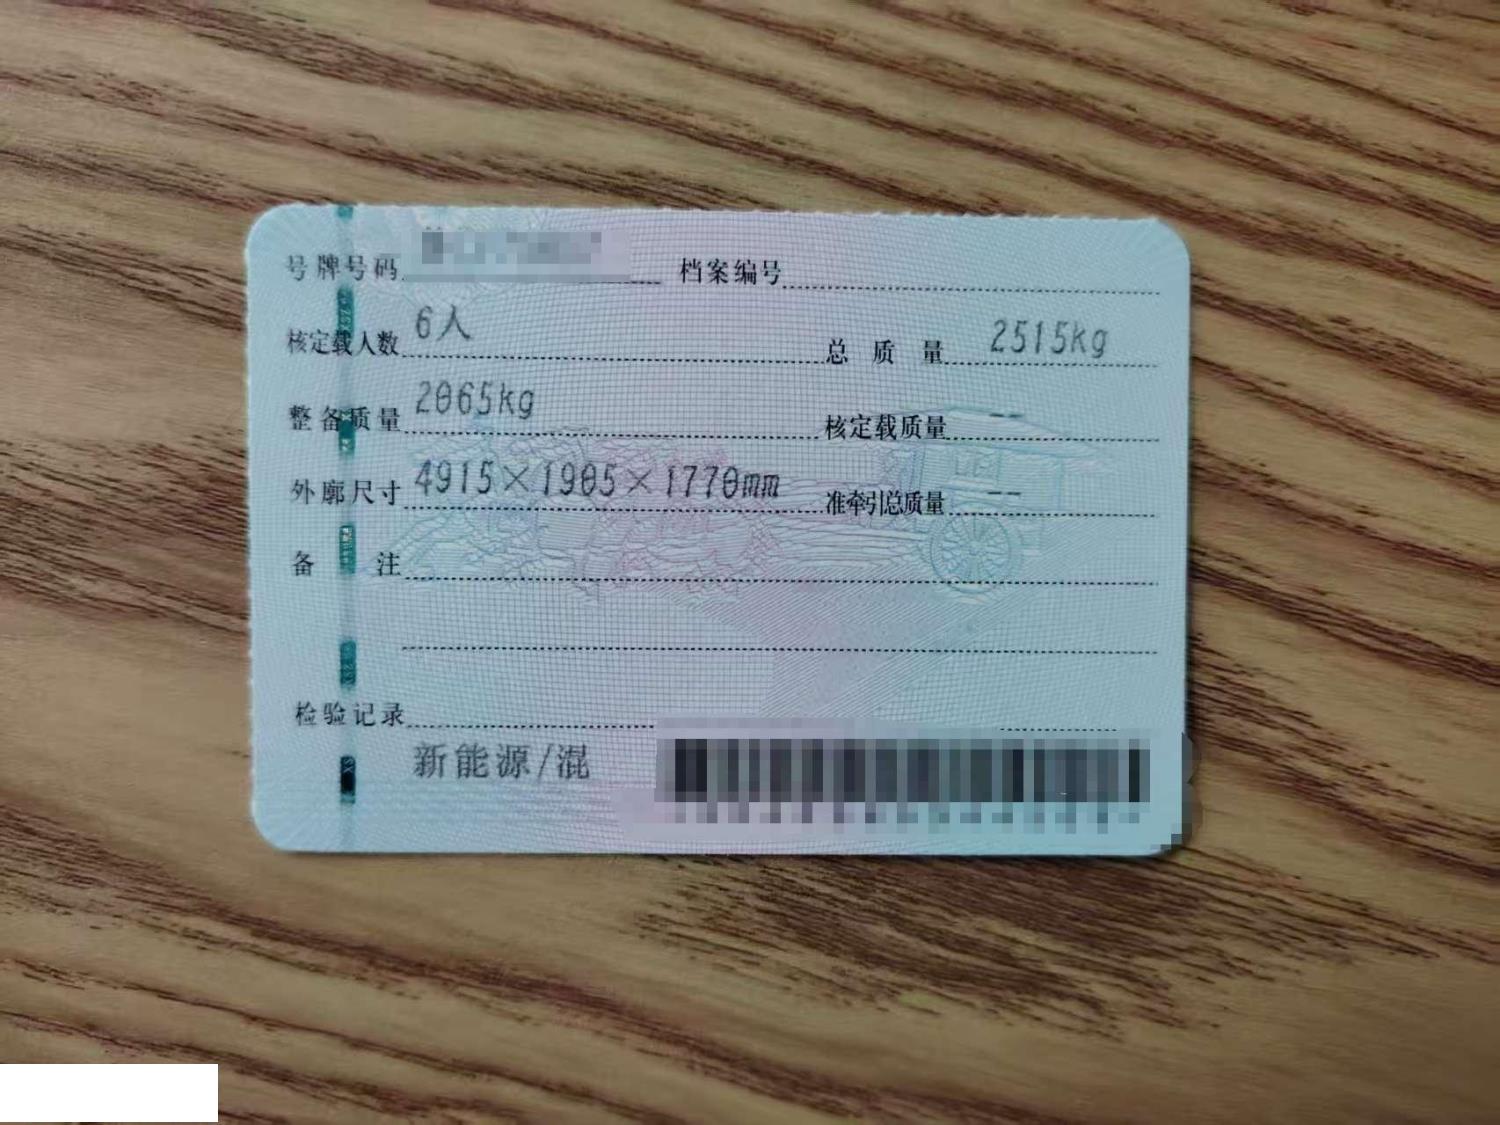 号牌号码 档案编号
核定载人数 6人 总质量 2515kg
整备质量 2065kg 核定载质量 --
外廓尺寸 4915×1905×1770mm 准牵引总质量 --
备注
检验记录
新能源/混